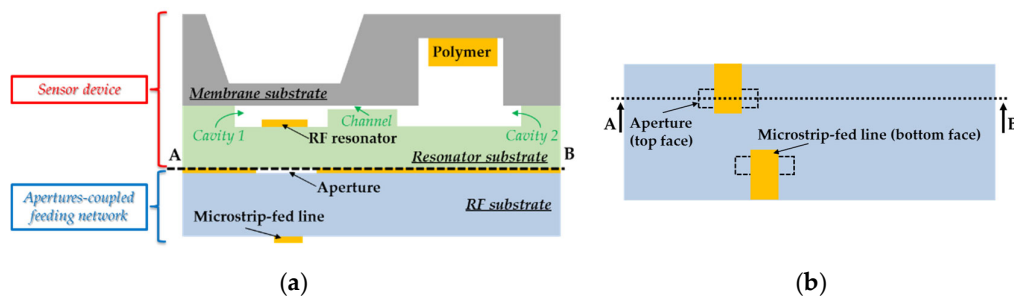 Polymer
Sensor device
Membrane substrate
Cavity 1
Channel
RF resonator
Cavity 2
A
B
Resonator substrate
Aperture
Apertures-coupled
feeding network
RF substrate
Microstrip-fed line
(a)
A
B
Aperture
(top face)
Microstrip-fed line (bottom face)
(b)